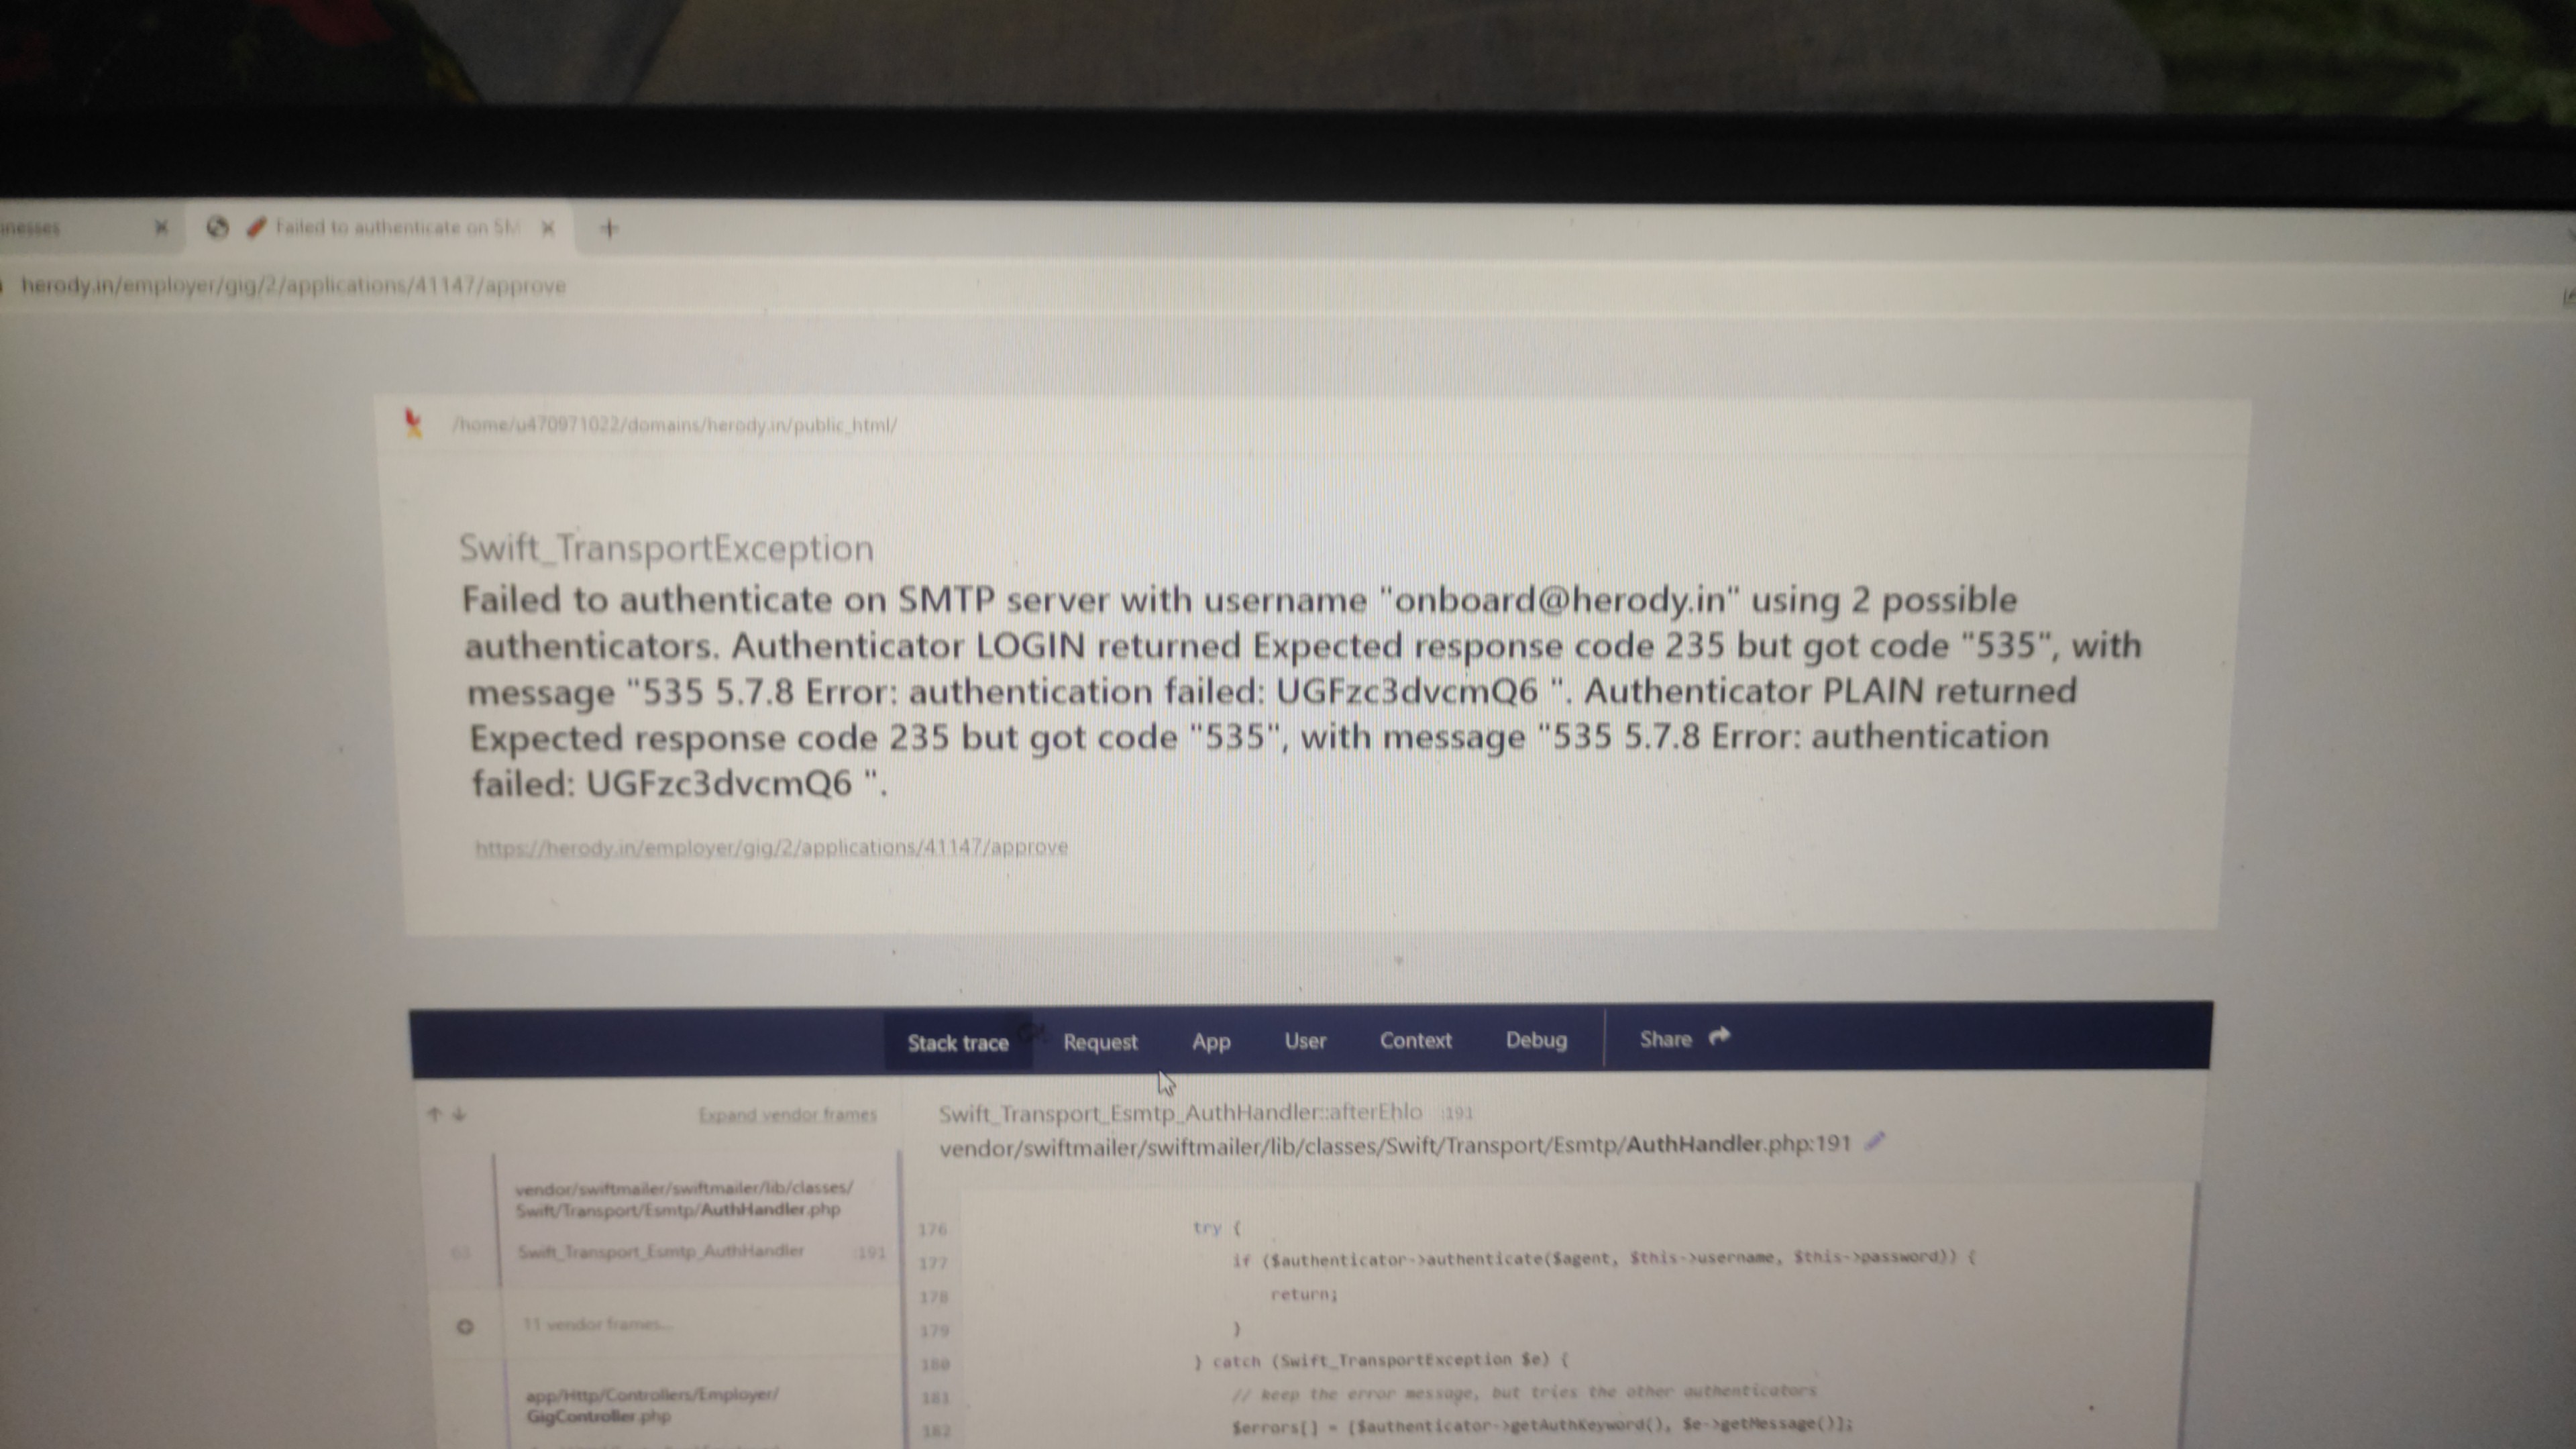 inesses
Failed to authenticate on SM
herody.in/employer/gig/2/applications/41147/approve
/home/u470971022/domains/herody.in/public_html/
Swift_TransportException
Failed to authenticate on SMTP server with username "onboard@herody.in" using 2 possible
authenticators. Authenticator LOGIN returned Expected response code 235 but got code "535", with
message "535 5.7.8 Error: authentication failed: UGFzc3dvcmQ6 ". Authenticator PLAIN returned
Expected response code 235 but got code "535", with message "535 5.7.8 Error: authentication
failed: UGFzc3dvcmQ6 ".
https://herody.in/employer/gig/2/applications/41147/approve
Stack trace Request App User Context Debug Share
Expand vendor frames
vendor/swiftmailer/swiftmailer/lib/classes/
Swift/Transport/Esmtp/AuthHandler.php
Swift_Transport_Esmtp_AuthHandler :191
11 vendor frames...
app/Http/Controllers/Employer/
GigController.php
Swift_Transport_Esmtp_AuthHandler::afterEhlo :191
vendor/swiftmailer/swiftmailer/lib/classes/Swift/Transport/Esmtp/AuthHandler.php:191
176 try {
177 if ($authenticator->authenticate($agent, $this->username, $this->password)) {
178 return;
179 }
180 } catch (Swift_TransportException $e) {
181 // keep the error message, but tries the other authenticators
182 $errors[] = [$authenticator->getAuthKeyword(), $e->getMessage()];